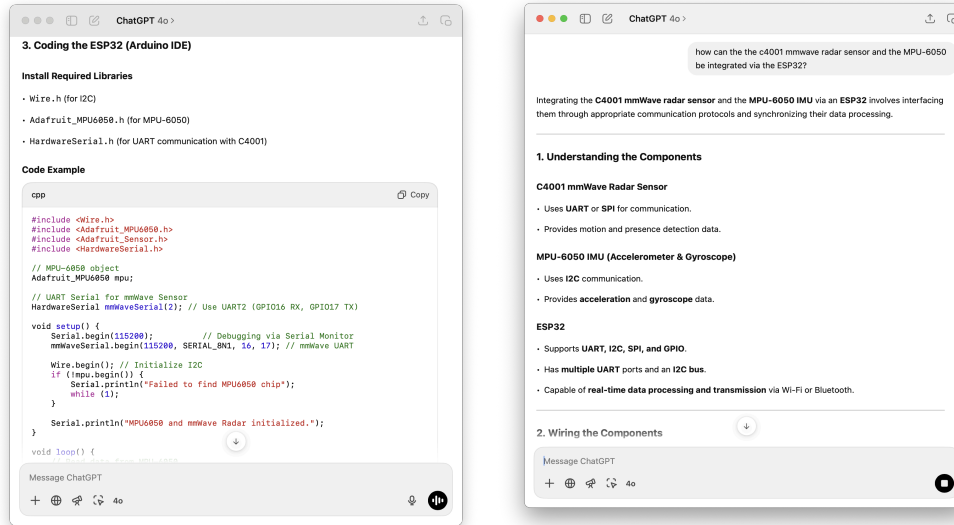 ChatGPT 4o >
3. Coding the ESP32 (Arduino IDE)
Install Required Libraries
• Wire.h (for I2C)
• Adafruit_MPU6050.h (for MPU-6050)
• HardwareSerial.h (for UART communication with C4001)
Code Example
cpp
Copy
#include <Wire.h>
#include <Adafruit_MPU6050.h>
#include <Adafruit_Sensor.h>
#include <HardwareSerial.h>
// MPU-6050 object
Adafruit_MPU6050 mpu;
// UART Serial for mmWave Sensor
HardwareSerial mmWaveSerial(2); // Use UART2 (GPIO16 RX, GPIO17 TX)
void setup() {
Serial.begin(115200); // Debugging via Serial Monitor
mmWaveSerial.begin(115200, SERIAL_8N1, 16, 17); // mmWave UART
Wire.begin(); // Initialize I2C
if (!mpu.begin()) {
Serial.println("Failed to find MPU6050 chip");
while (1);
}
Serial.println("MPU6050 and mmWave Radar initialized.");
}
void loop() {
// Read data from MPU-6050
Message ChatGPT
4o
ChatGPT 4o >
how can the the c4001 mmwave radar sensor and the MPU-6050
be integrated via the ESP32?
Integrating the C4001 mmWave radar sensor and the MPU-6050 IMU via an ESP32 involves interfacing
them through appropriate communication protocols and synchronizing their data processing.
1. Understanding the Components
C4001 mmWave Radar Sensor
• Uses UART or SPI for communication.
• Provides motion and presence detection data.
MPU-6050 IMU (Accelerometer & Gyroscope)
• Uses I2C communication.
• Provides acceleration and gyroscope data.
ESP32
• Supports UART, I2C, SPI, and GPIO.
• Has multiple UART ports and an I2C bus.
• Capable of real-time data processing and transmission via Wi-Fi or Bluetooth.
2. Wiring the Components
Message ChatGPT
4o